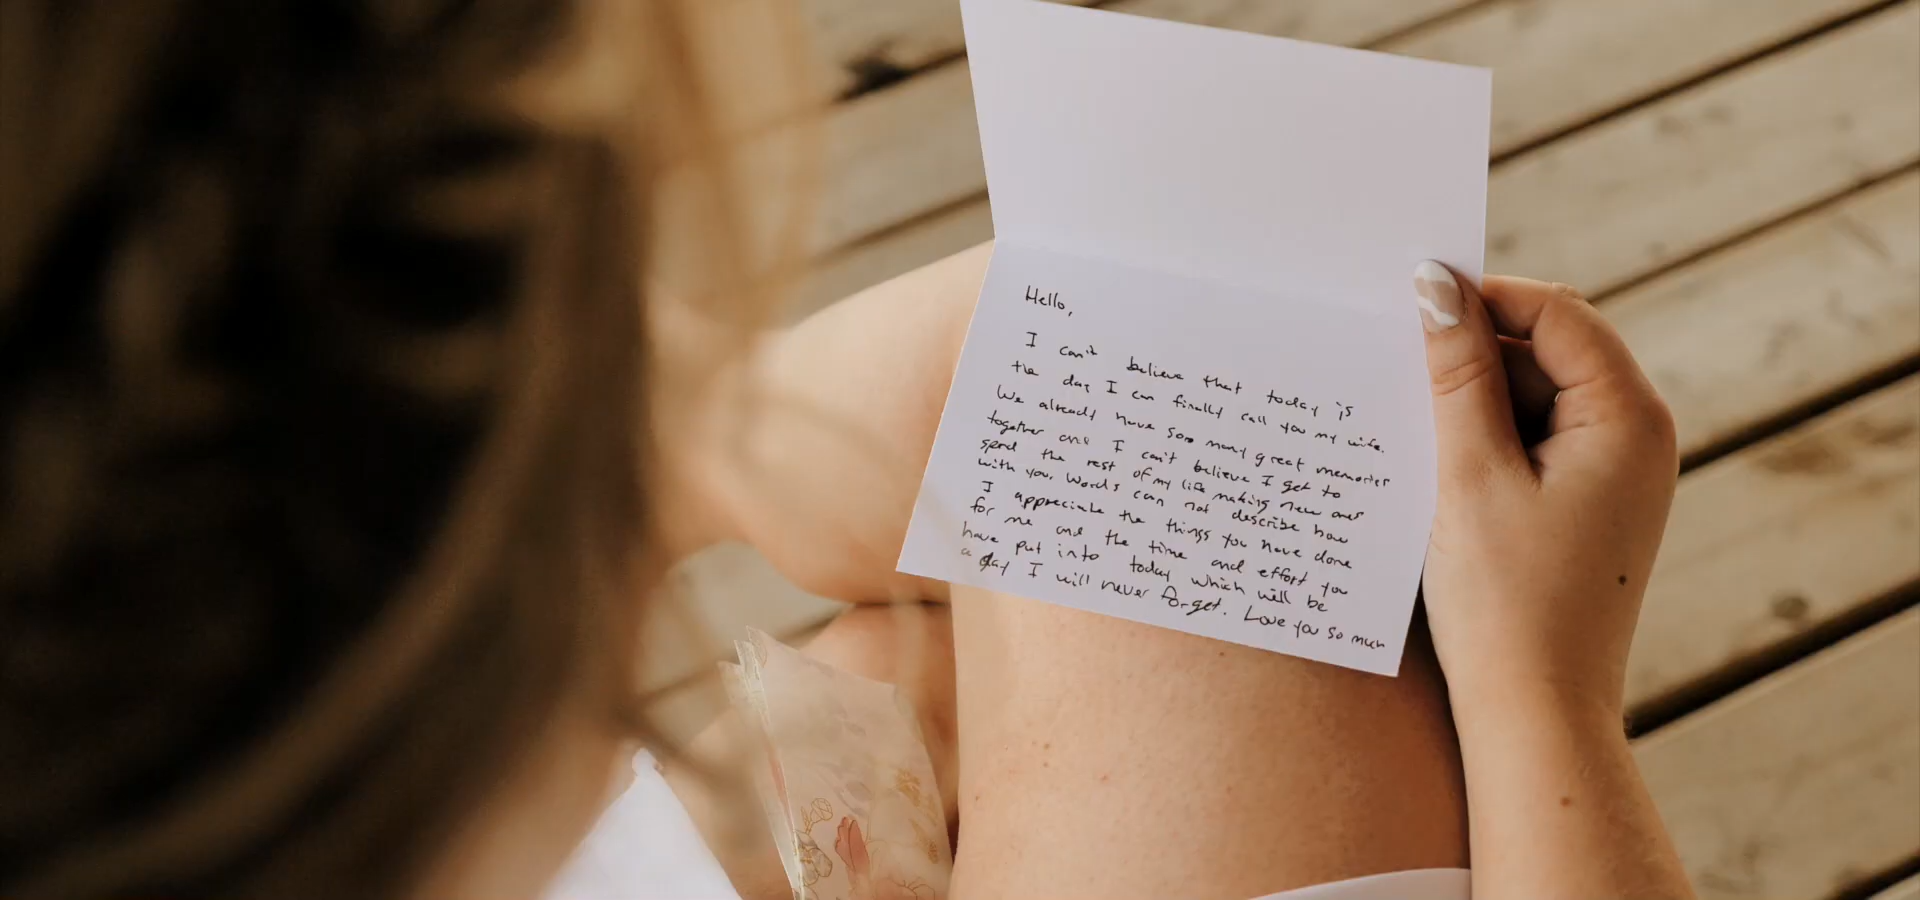 Hello,
I can't believe that today is
the day I can finally call you my wife.
We already have soo many great memories
together and I can't believe I get to
spend the rest of my life making new ones
with you. Words can not describe how
I appreciate the things you have done
for me and the time and effort you
have put into today which will be
a day I will never forget. Love you so much